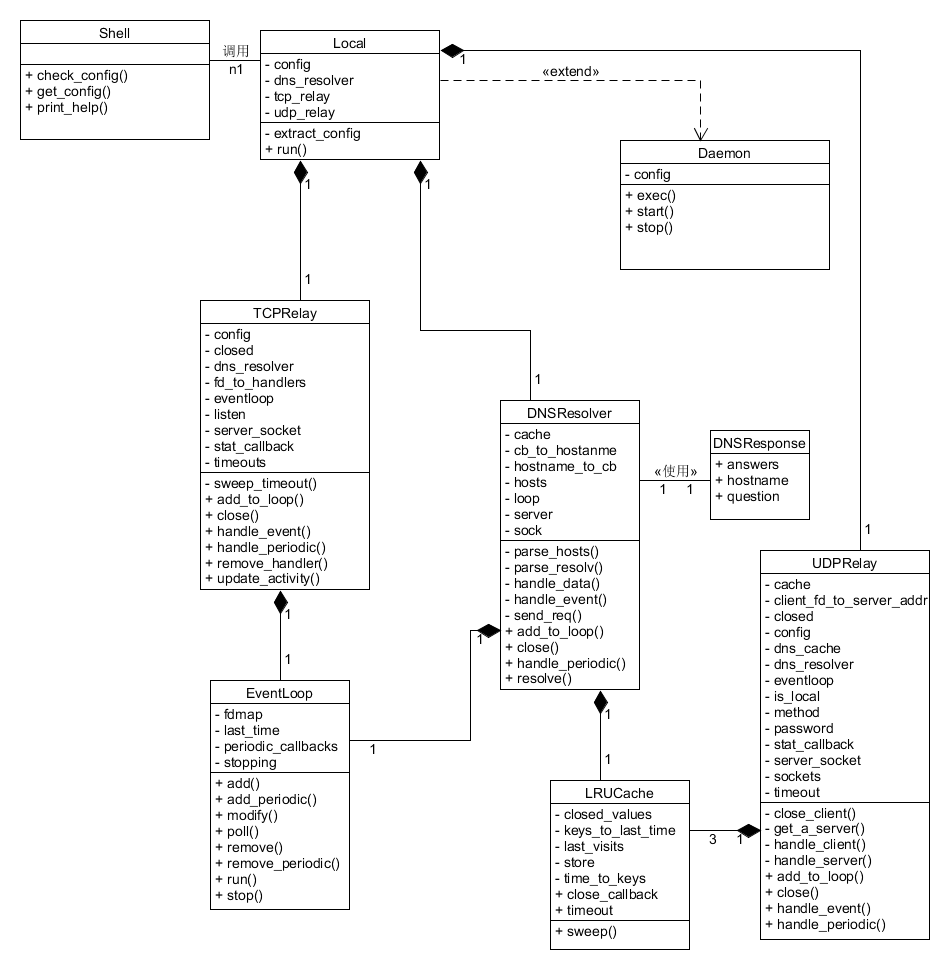 Shell
+ check_config()
+ get_config()
+ print_help()
调用
n1
Local
- config
- dns_resolver
- tcp_relay
- udp_relay
- extract_config
+ run()
1
«extend»
Daemon
- config
+ exec()
+ start()
+ stop()
1
1
1
TCPRelay
- config
- closed
- dns_resolver
- fd_to_handlers
- eventloop
- listen
- server_socket
- stat_callback
- timeouts
- sweep_timeout()
+ add_to_loop()
+ close()
+ handle_event()
+ handle_periodic()
+ remove_handler()
+ update_activity()
1
DNSResolver
- cache
- cb_to_hostanme
- hostname_to_cb
- hosts
- loop
- server
- sock
- parse_hosts()
- parse_resolv()
- handle_data()
- handle_event()
- send_req()
+ add_to_loop()
+ close()
+ handle_periodic()
+ resolve()
«使用»
1 1
DNSResponse
+ answers
+ hostname
+ question
1
UDPRelay
- cache
- client_fd_to_server_addr
- closed
- config
- dns_cache
- dns_resolver
- eventloop
- is_local
- method
- password
- stat_callback
- server_socket
- sockets
- timeout
- close_client()
- get_a_server()
- handle_client()
- handle_server()
+ add_to_loop()
+ close()
+ handle_event()
+ handle_periodic()
1
1
1
1
EventLoop
- fdmap
- last_time
- periodic_callbacks
- stopping
+ add()
+ add_periodic()
+ modify()
+ poll()
+ remove()
+ remove_periodic()
+ run()
+ stop()
1
1
LRUCache
- closed_values
- keys_to_last_time
- last_visits
- store
- time_to_keys
+ close_callback
+ timeout
+ sweep()
3 1